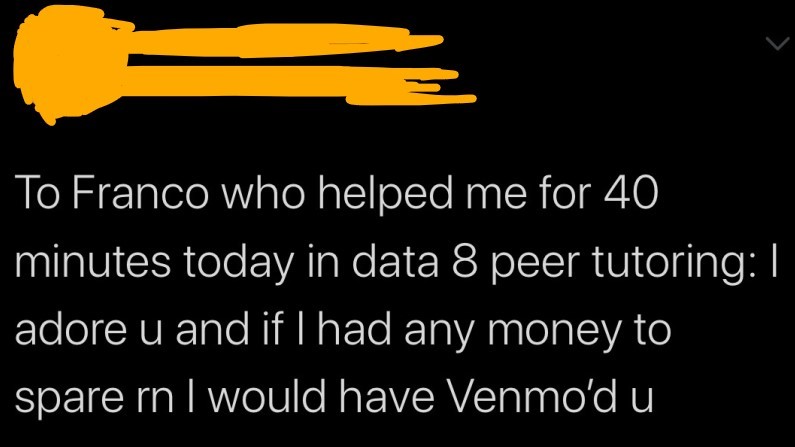 To Franco who helped me for 40
minutes today in data 8 peer tutoring: I
adore u and if I had any money to
spare rn I would have Venmo’d u